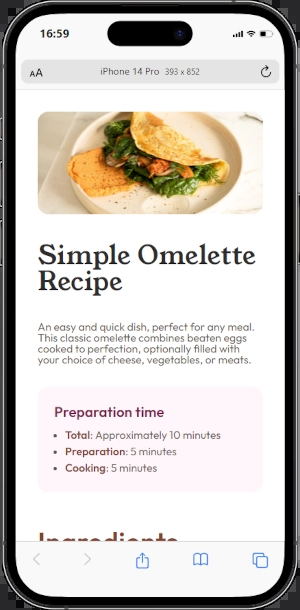 16:59
AA iPhone 14 Pro 393 x 852
Simple Omelette
Recipe
An easy and quick dish, perfect for any meal.
This classic omelette combines beaten eggs
cooked to perfection, optionally filled with
your choice of cheese, vegetables, or meats.
Preparation time
• Total: Approximately 10 minutes
• Preparation: 5 minutes
• Cooking: 5 minutes
Ingredients